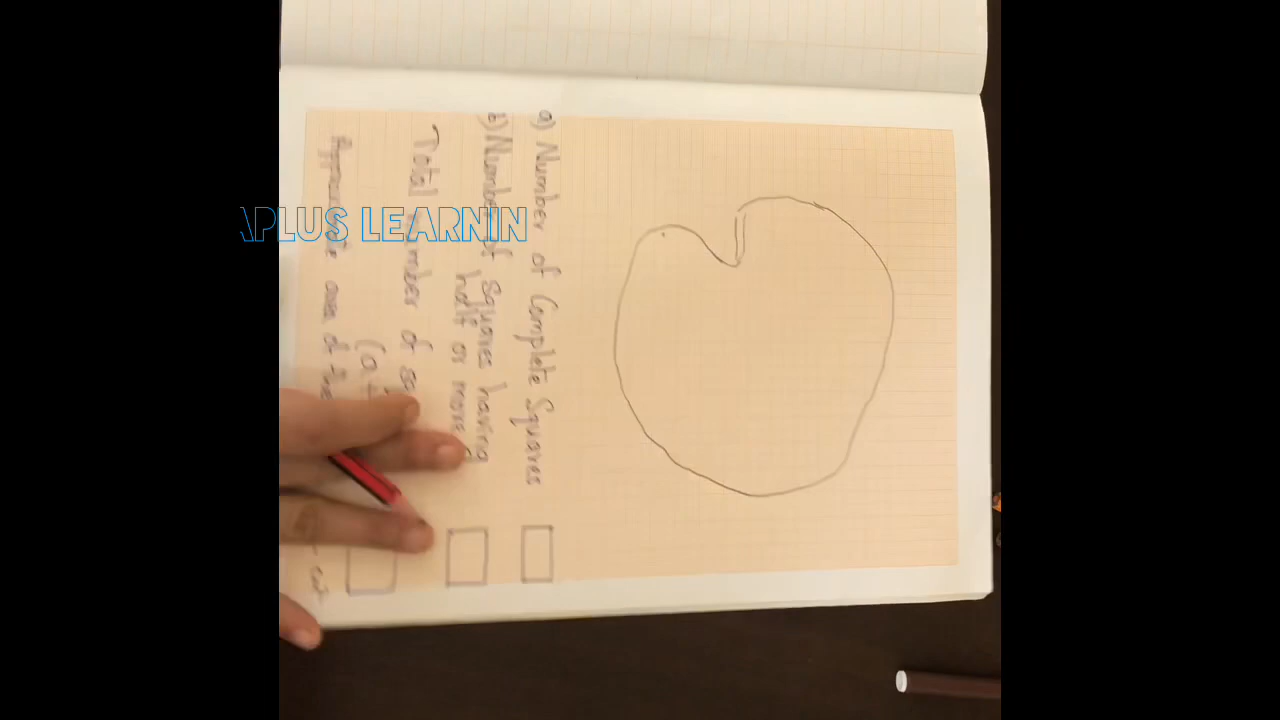 APLUS LEARNIN
a) Number of Complete Squares
b) Number of Squares having
half or more
Total number of
(a +
Approximate area of the